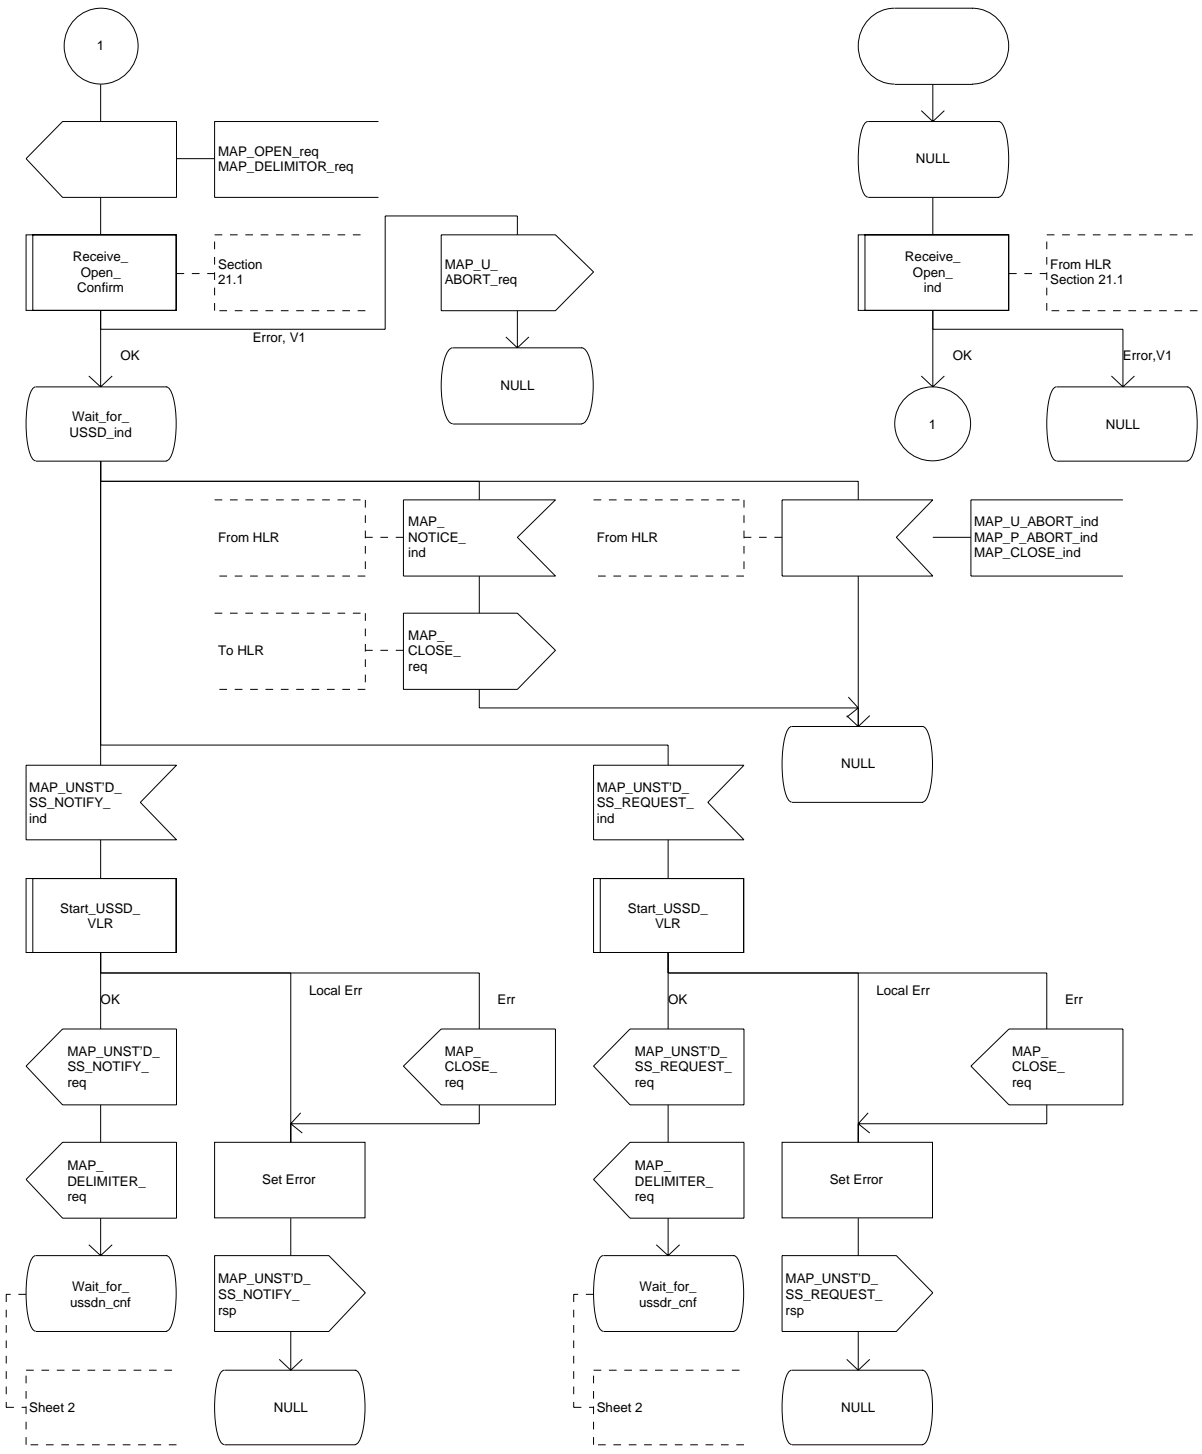 1
MAP_OPEN_req
MAP_DELIMITOR_req
NULL
Receive_
Open_
Confirm
Section
21.1
MAP_U_
ABORT_req
Receive_
Open_
ind
From HLR
Section 21.1
Error, V1
OK
OK
Error,V1
NULL
Wait_for_
USSD_ind
1
NULL
From HLR
MAP_
NOTICE_
ind
From HLR
MAP_U_ABORT_ind
MAP_P_ABORT_ind
MAP_CLOSE_ind
To HLR
MAP_
CLOSE_
req
NULL
MAP_UNST'D_
SS_NOTIFY_
ind
MAP_UNST'D_
SS_REQUEST_
ind
Start_USSD_
VLR
Start_USSD_
VLR
OK
Local Err
Err
OK
Local Err
Err
MAP_UNST'D_
SS_NOTIFY_
req
MAP_
CLOSE_
req
MAP_UNST'D_
SS_REQUEST_
req
MAP_
CLOSE_
req
MAP_
DELIMITER_
req
Set Error
MAP_
DELIMITER_
req
Set Error
Wait_for_
ussdn_cnf
MAP_UNST'D_
SS_NOTIFY_
rsp
Wait_for_
ussdr_cnf
MAP_UNST'D_
SS_REQUEST_
rsp
Sheet 2
NULL
Sheet 2
NULL